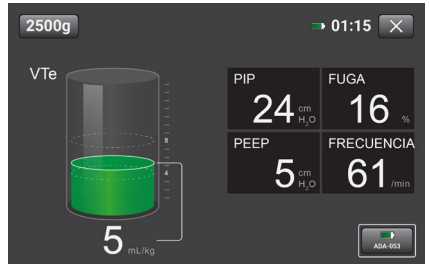 2500g
01:15
VTe
8
4
5 mL/kg
PIP
24 cm H₂O
FUGA
16 %
PEEP
5 cm H₂O
FRECUENCIA
61 /min
ADA-053